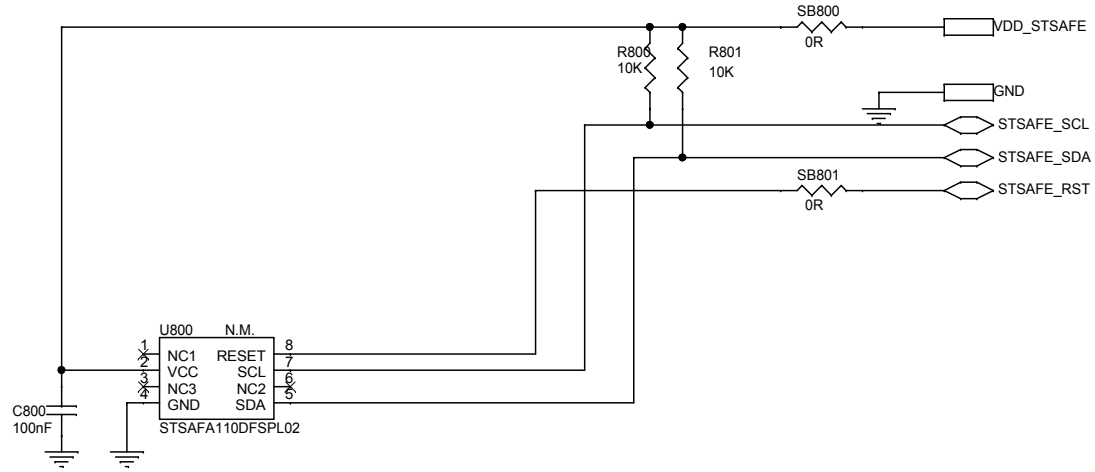 SB800
VDD_STSAFE
0R
R800
10K
R801
10K
GND
STSAFE_SCL
STSAFE_SDA
SB801
STSAFE_RST
0R
U800 N.M.
1 NC1 RESET 8
2 VCC SCL 7
3 NC3 NC2 6
4 GND SDA 5
STSAFA110DFSPL02
C800
100nF